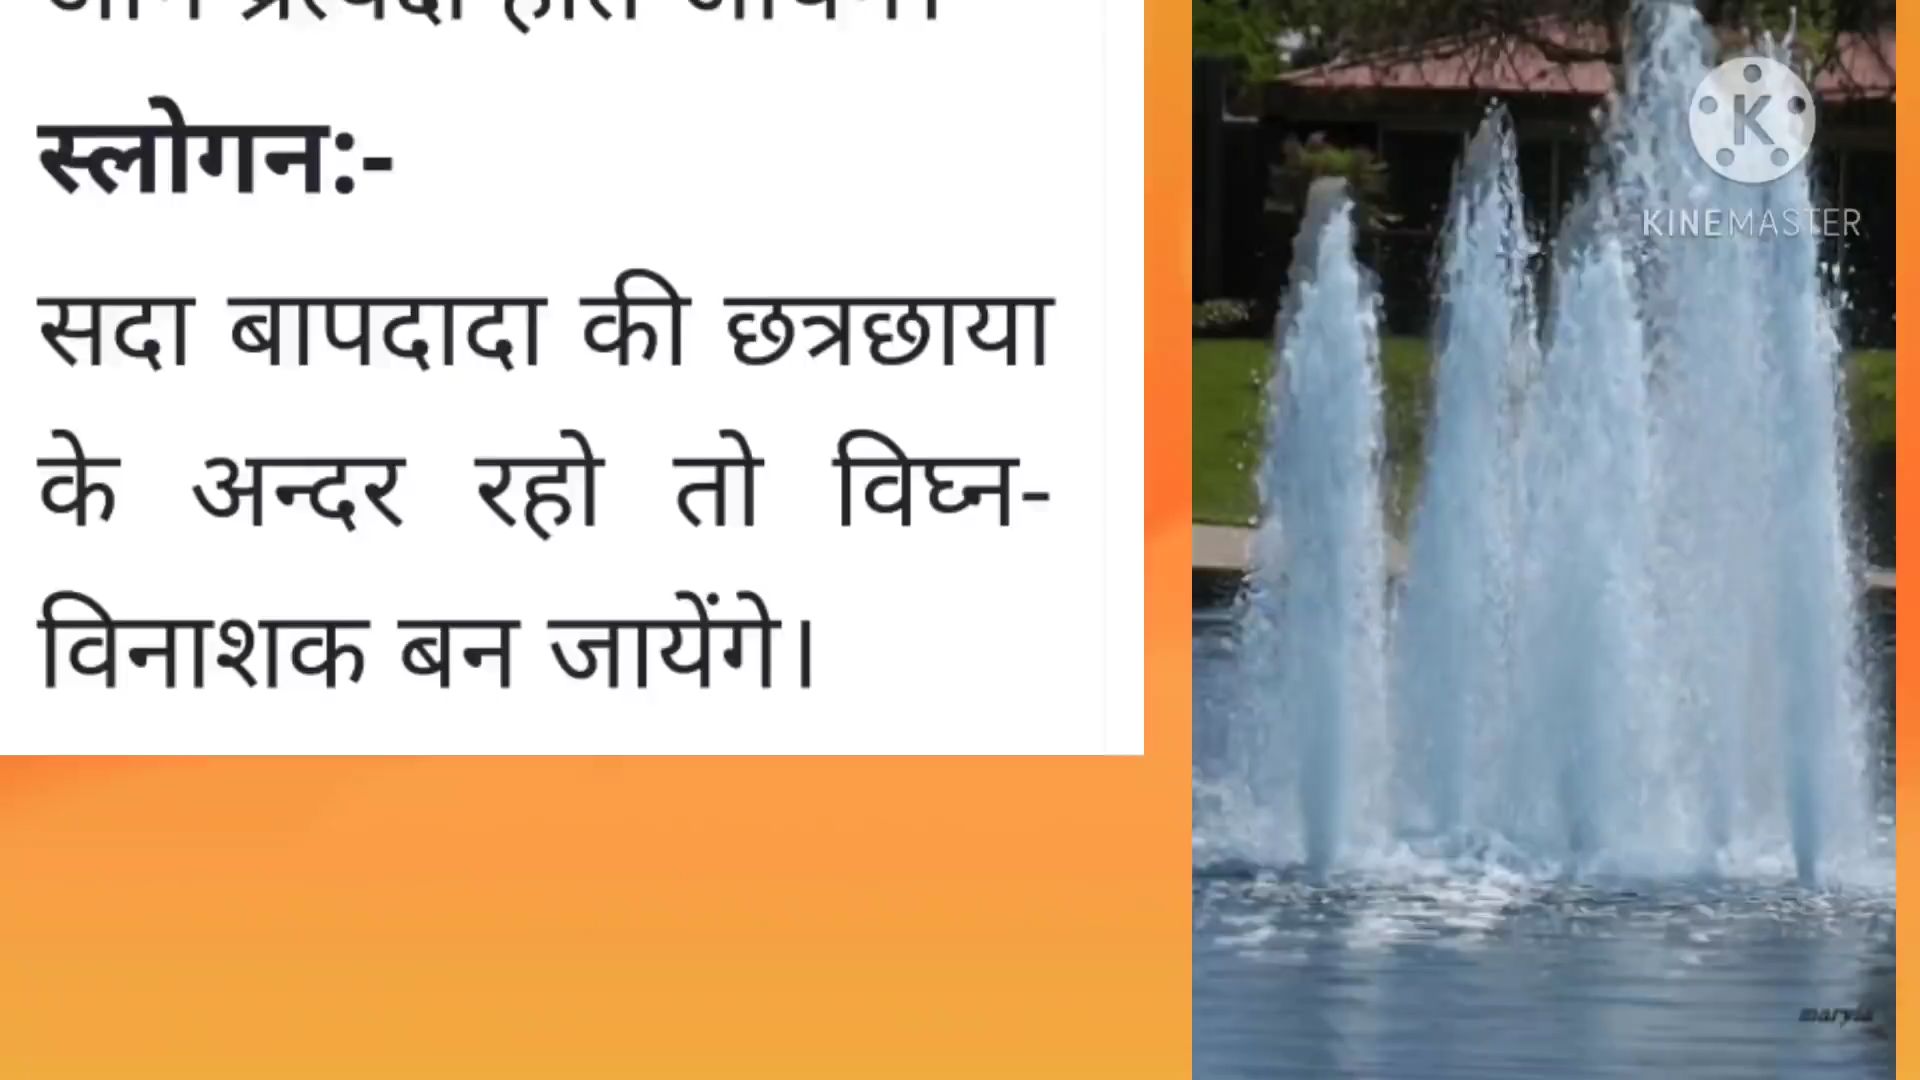 स्लोगन:-
सदा बापदादा की छत्रछाया
के अन्दर रहो तो विघ्न-
विनाशक बन जायेंगे।
K
KINEMASTER